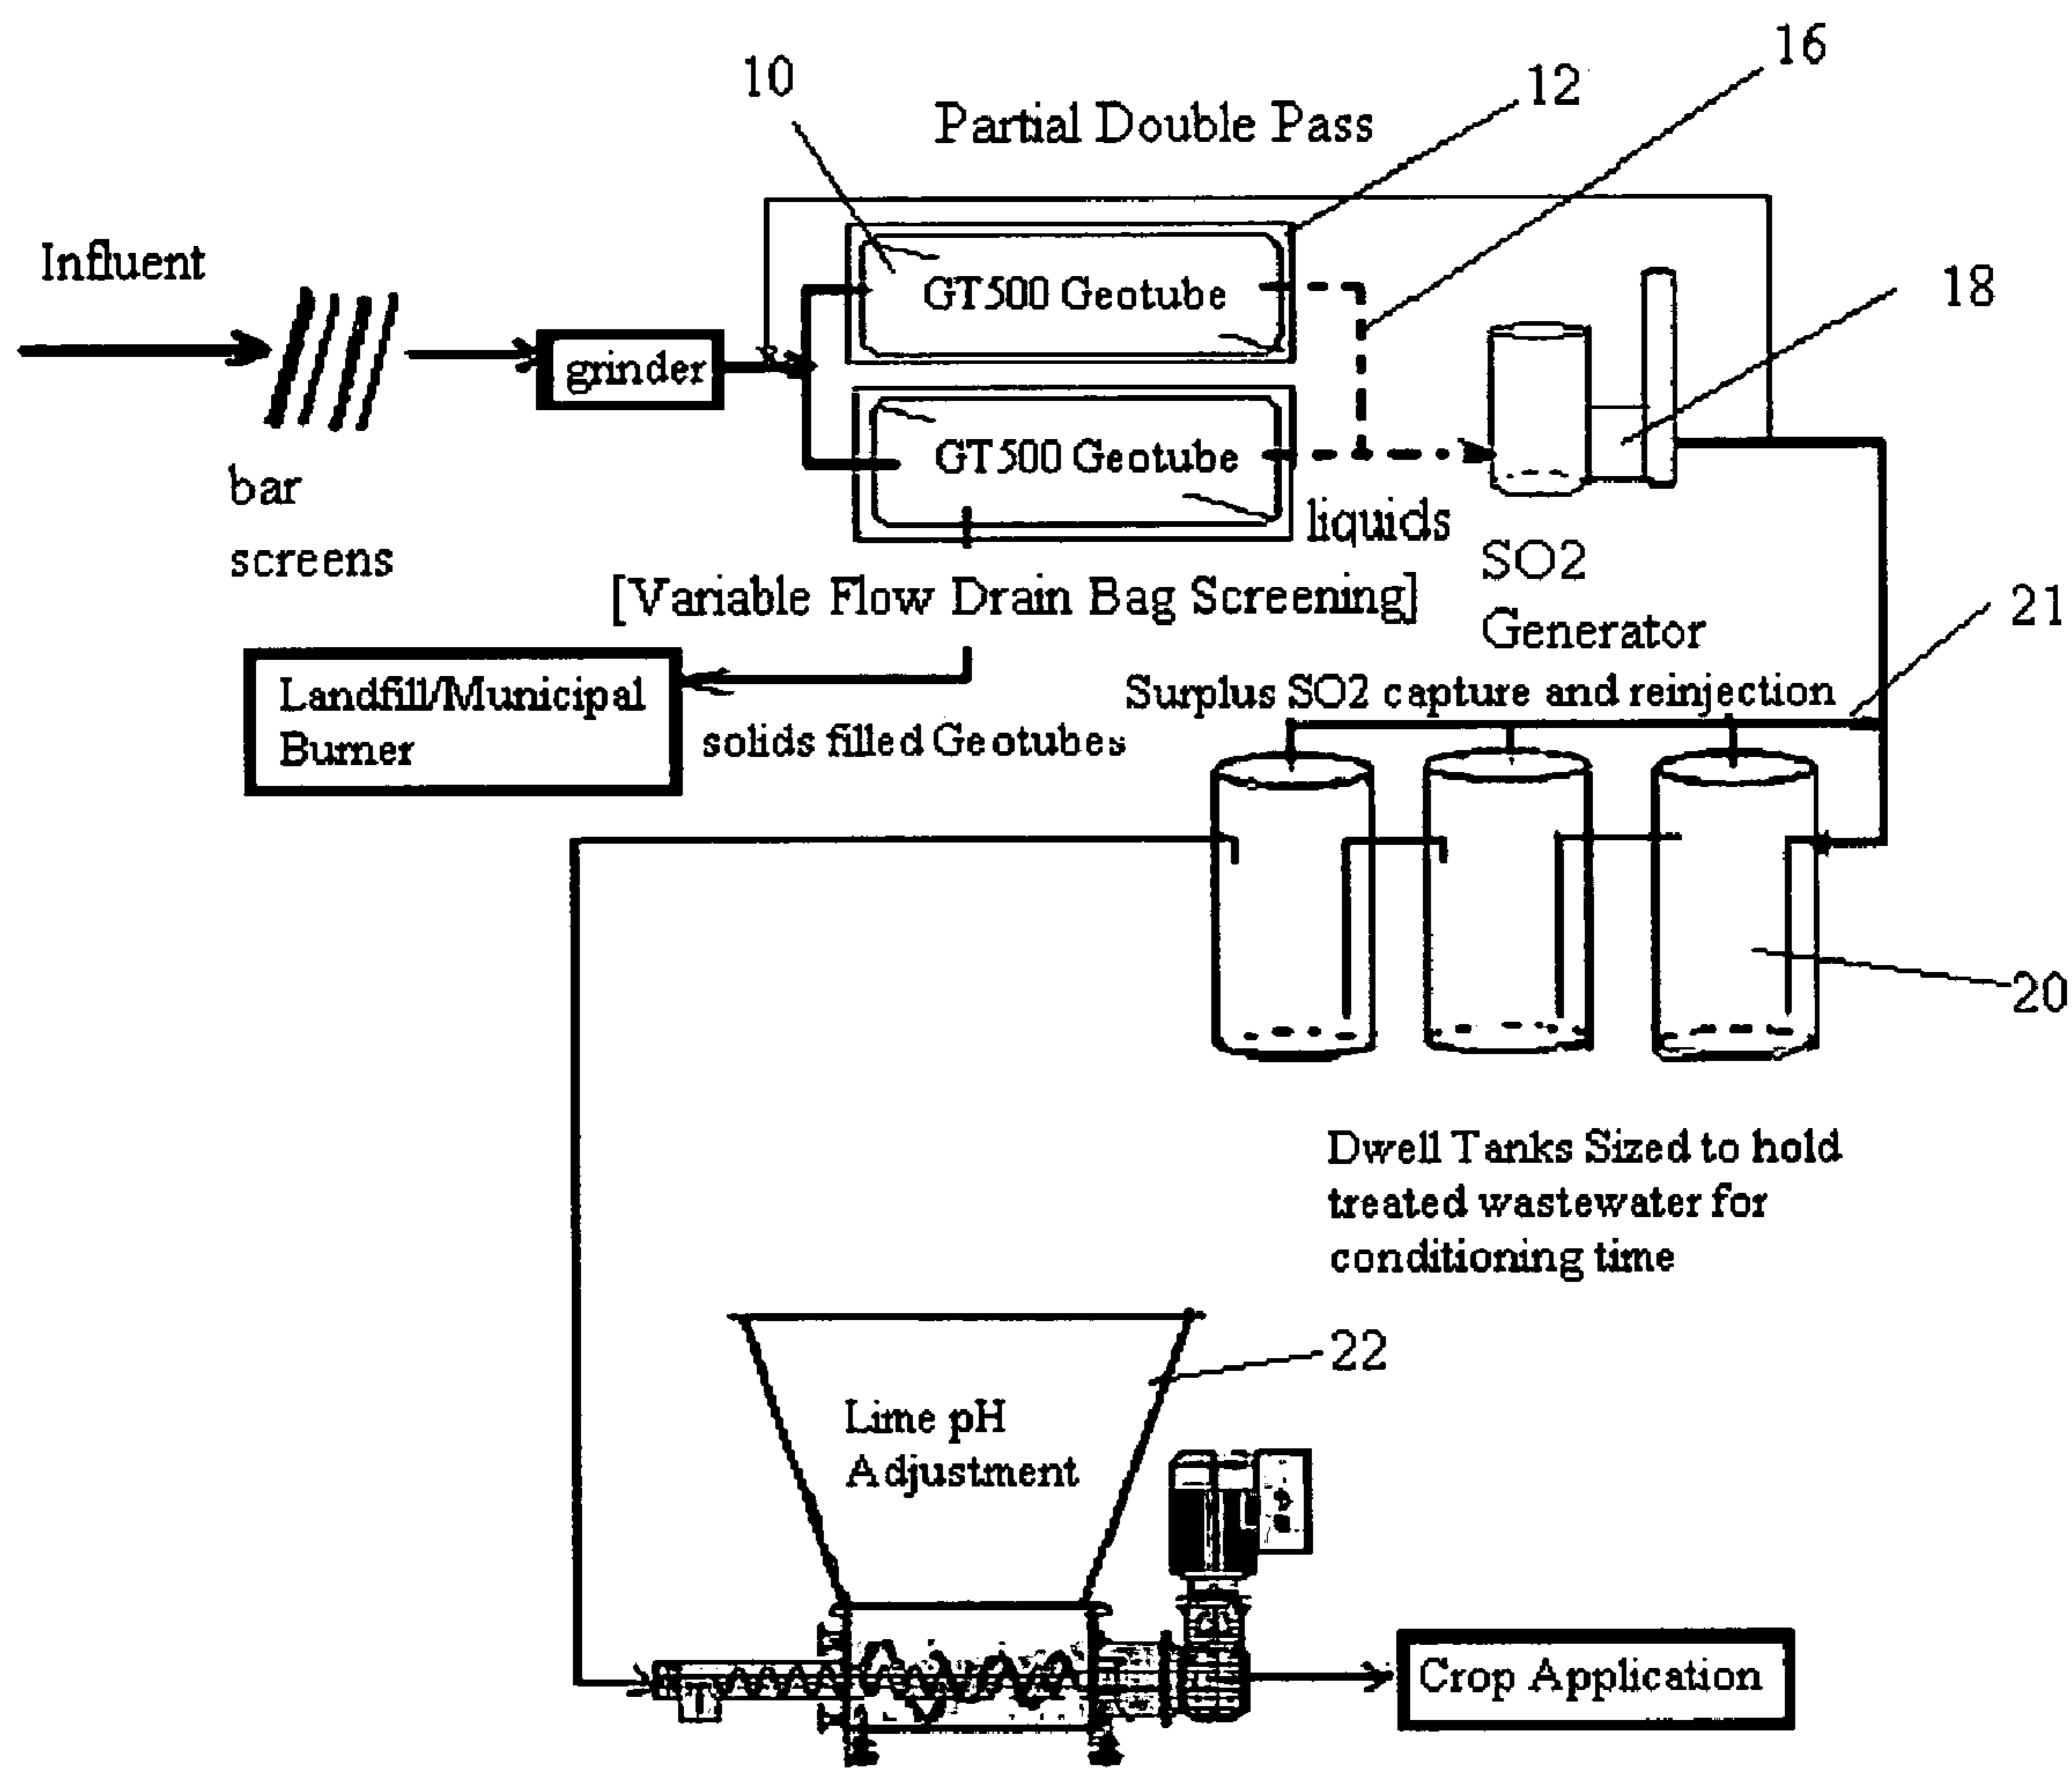 16
10
12
Partial Double Pass
Influent
GT500 Geotube
18
grinder
GT500 Geotube
bar
screens
liquids
SO2
Generator
[Variable Flow Drain Bag Screening]
21
Landfill/Municipal
Burner
Surplus SO2 capture and reinjection
solids filled Geotubes
20
Dwell Tanks Sized to hold
treated wastewater for
conditioning time
22
Lime pH
Adjustment
Crop Application